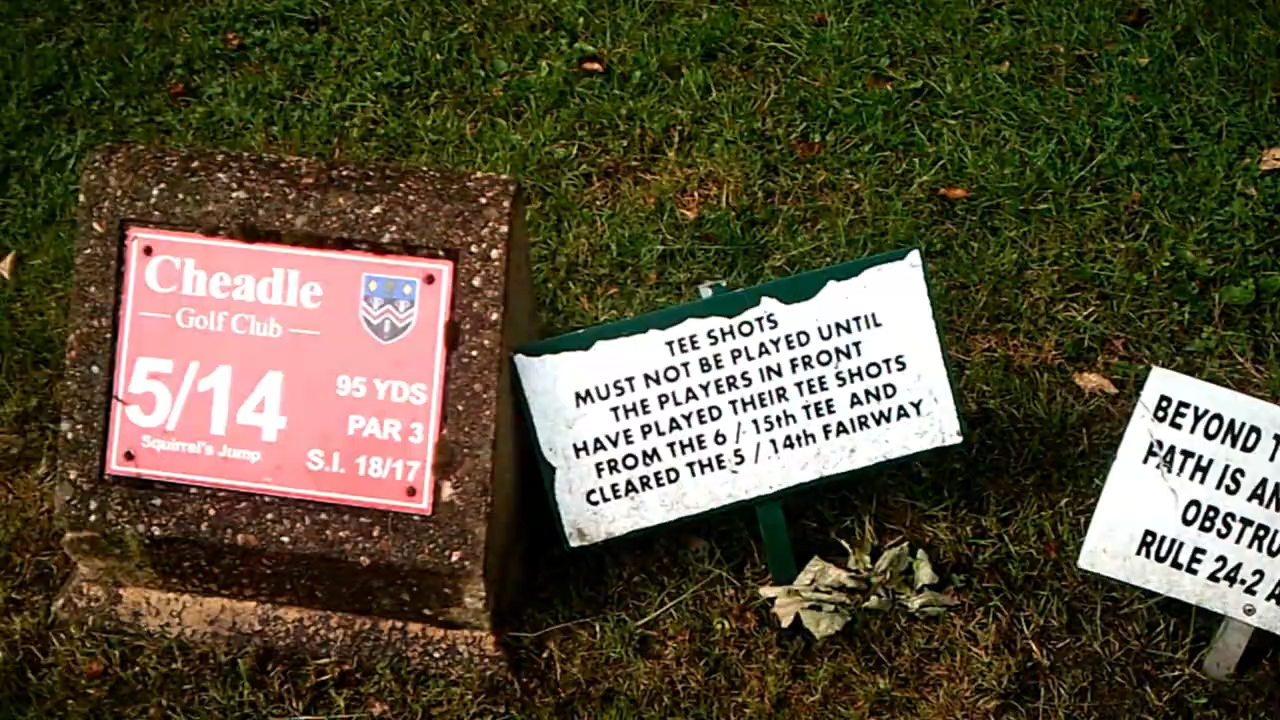 Cheadle
Golf Club
5/14
Squirrel's Jump
95 YDS
PAR 3
S.I. 18/17
TEE SHOTS
MUST NOT BE PLAYED UNTIL
THE PLAYERS IN FRONT
HAVE PLAYED THEIR TEE SHOTS
FROM THE 6 / 15th TEE AND
CLEARED THE 5 / 14th FAIRWAY
BEYOND
PATH IS
RULE 24-2